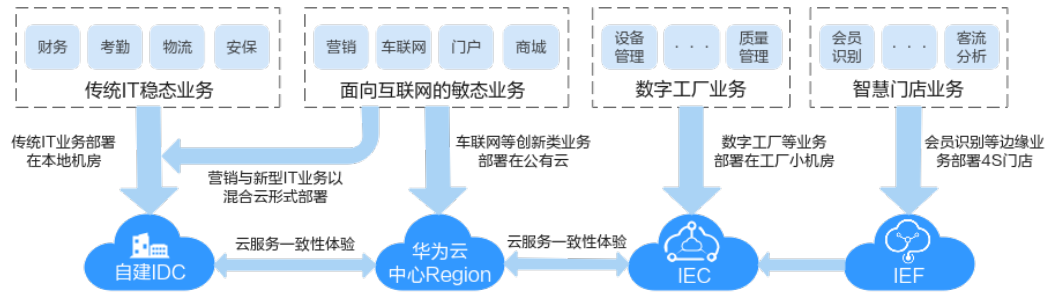 财务
考勤
物流
安保
传统IT稳态业务
营销
车联网
门户
商城
面向互联网的敏态业务
设备
管理
· · ·
质量
管理
数字工厂业务
会员
识别
· · ·
客流
分析
智慧门店业务
传统IT业务部署
在本地机房
营销与新型IT业务以
混合云形式部署
车联网等创新类业务
部署在公有云
数字工厂等业务
部署在工厂小机房
会员识别等边缘业
务部署4S门店
自建IDC
云服务一致性体验
华为云
中心Region
云服务一致性体验
IEC
IEF